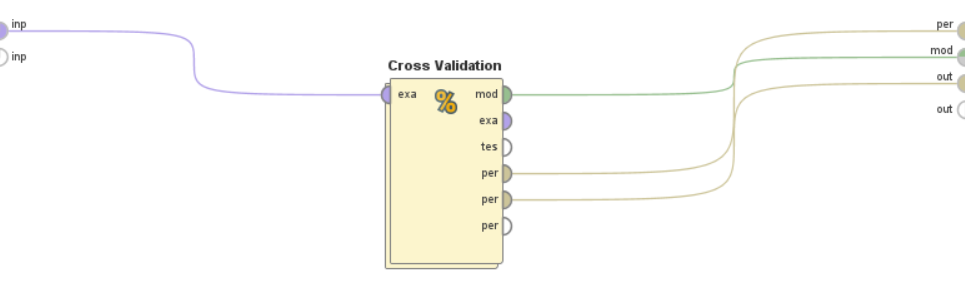 inp
inp
Cross Validation
exa
%
mod
exa
tes
per
per
per
per
mod
out
out